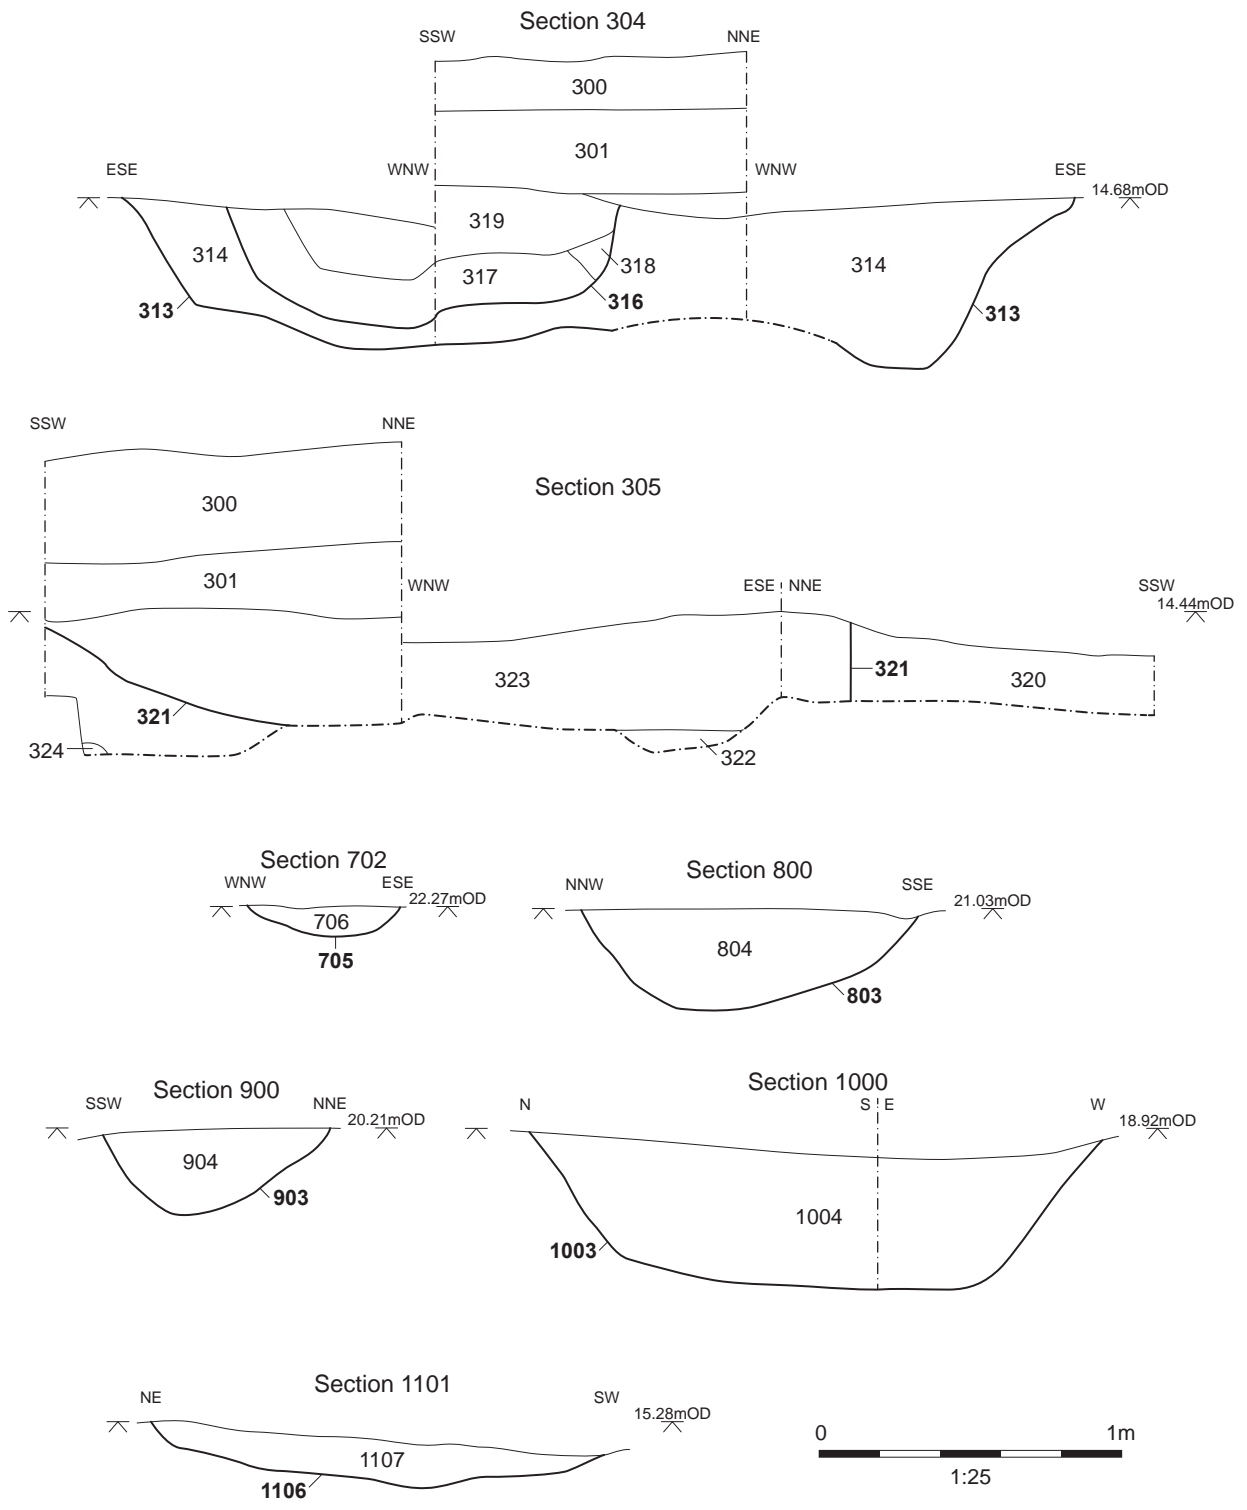 Section 304
SSW NNE
300
301
ESE WNW WNW ESE
14.68mOD
319
314 318 314
317
313 316 313
SSW NNE
Section 305
300
301
WNW ESE NNE SSW
14.44mOD
323 321 320
321
324 322
Section 702
WNW ESE 22.27mOD
706
705
Section 800
NNW SSE 21.03mOD
804
803
Section 900
SSW NNE 20.21mOD
904
903
Section 1000
N S E W 18.92mOD
1004
1003
Section 1101
NE SW 15.28mOD
1107
1106
0 1m
1:25